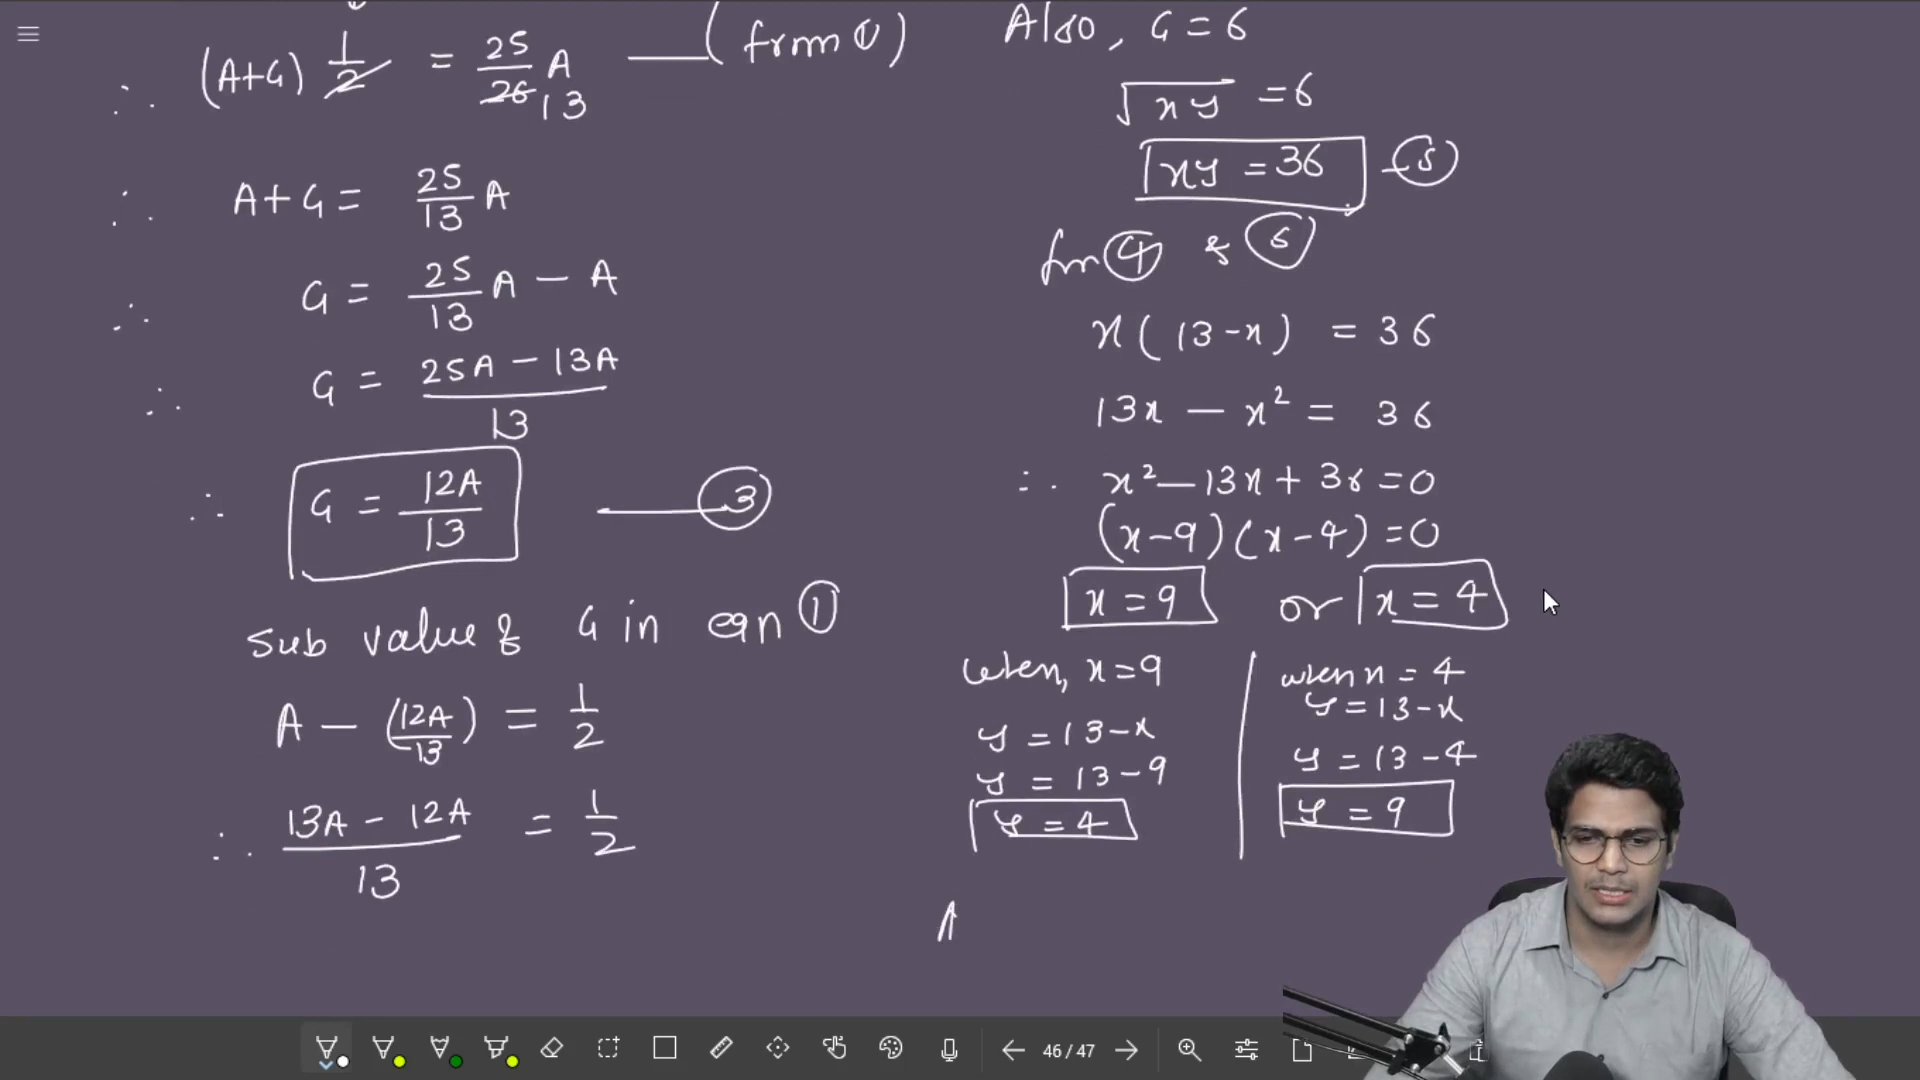 ∴ (A+G) 1/2 = 25/26 A —— (from ①)
13
∴ A+G = 25/13 A
∴ G = 25/13 A − A
∴ G = 25A − 13A / 13
∴ G = 12A/13 —— ③
Sub value of G in eqn ①
A − (12A/13) = 1/2
∴ 13A − 12A / 13 = 1/2
Also, G = 6
√xy = 6
xy = 36 — ⑤
from ④ & ⑤
x(13-x) = 36
13x − x² = 36
∴ x² − 13x + 36 = 0
(x-9)(x-4) = 0
x = 9 or x = 4
when, x = 9
y = 13-x
y = 13-9
y = 4
when x = 4
y = 13-x
y = 13-4
y = 9
46 / 47